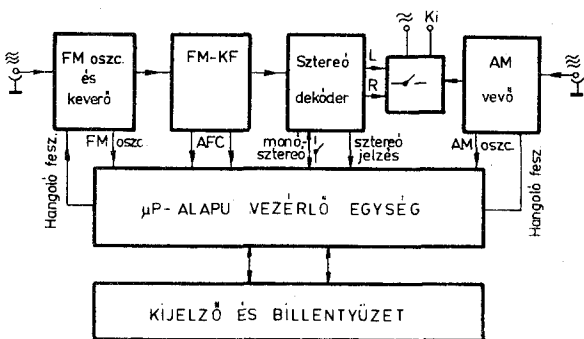 Ki
FM oszc.
és
keverő
FM-KF
Sztereó
dekóder
L
R
AM
vevő
Hangoló fesz.
FM oszc.
AFC
monó-
sztereó
sztereó
jelzés
AM oszc.
Hangoló fesz.
µP-ALAPU VEZÉRLŐ EGYSÉG
KIJELZŐ ÉS BILLENTYŰZET